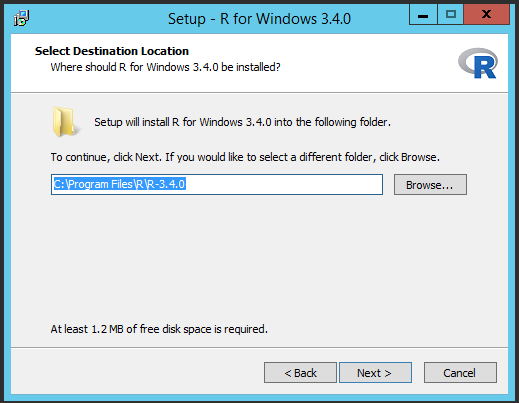 Setup - R for Windows 3.4.0
Select Destination Location
Where should R for Windows 3.4.0 be installed?
R
Setup will install R for Windows 3.4.0 into the following folder.
To continue, click Next. If you would like to select a different folder, click Browse.
C:\Program Files\R\R-3.4.0
Browse...
At least 1.2 MB of free disk space is required.
< Back
Next >
Cancel